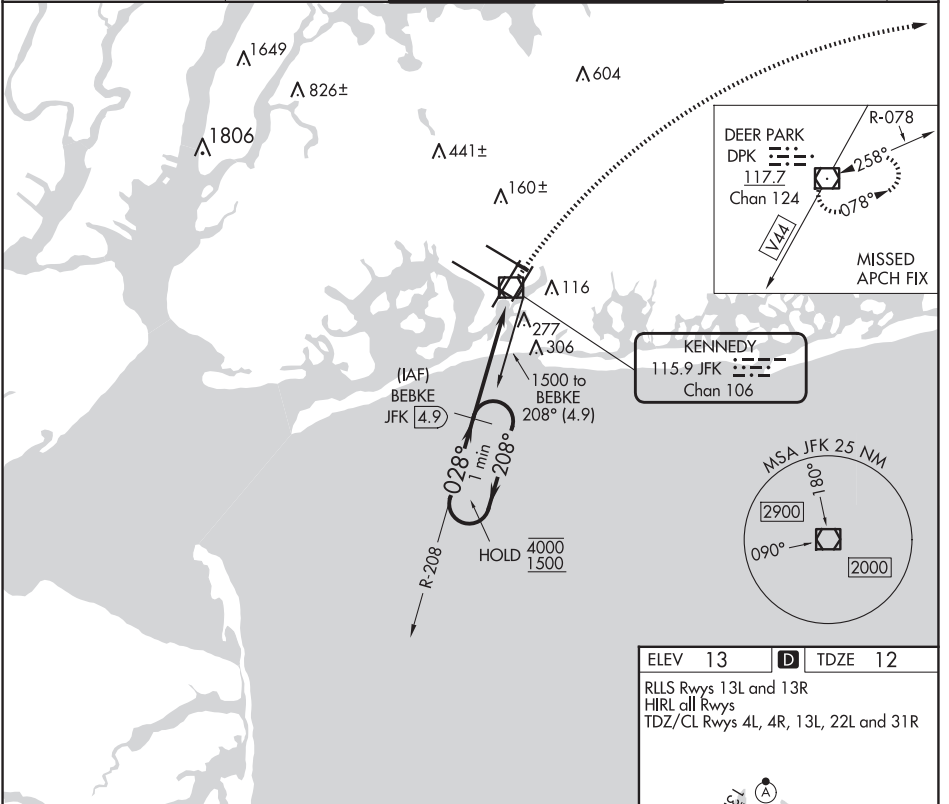 1649
826±
1806
441±
160±
604
116
277
306
DEER PARK
DPK
117.7
Chan 124
R-078
258°
078°
V44
MISSED
APCH FIX
KENNEDY
115.9 JFK
Chan 106
(IAF)
BEBKE
JFK 4.9
1500 to
BEBKE
208° (4.9)
028°
1 min
208°
HOLD 4000
1500
R-208
MSA JFK 25 NM
180°
2900
090°
2000
ELEV 13 D TDZE 12
RLLS Rwys 13L and 13R
HIRL all Rwys
TDZ/CL Rwys 4L, 4R, 13L, 22L and 31R
A